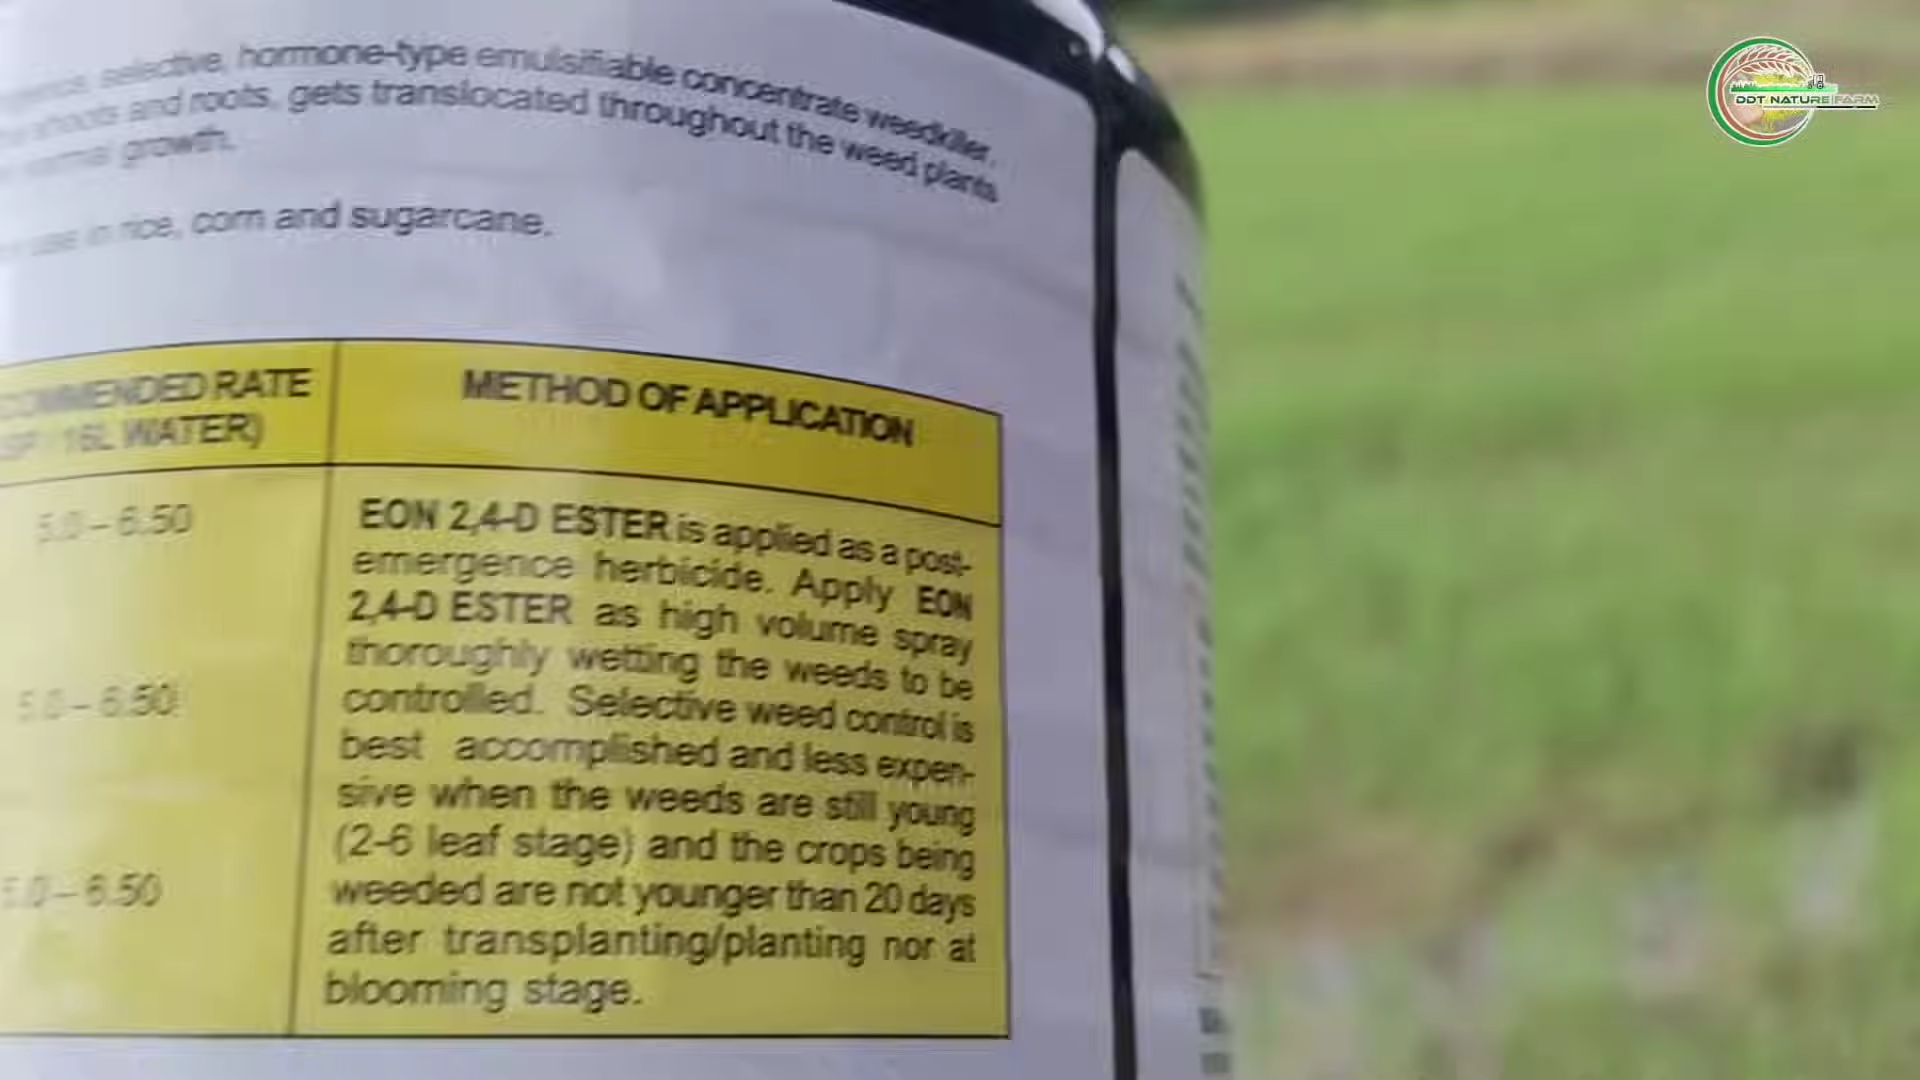 selective, hormone-type emulsifiable concentrate weedkiller.
shoots and roots, gets translocated throughout the weed plants
normal growth.
use in rice, corn and sugarcane.
COMMENDED RATE
16L WATER)
METHOD OF APPLICATION
5.0 – 6.50
5.0 – 6.50
5.0 – 6.50
EON 2,4-D ESTER is applied as a post-
emergence herbicide. Apply EON
2,4-D ESTER as high volume spray
thoroughly wetting the weeds to be
controlled. Selective weed control is
best accomplished and less expen-
sive when the weeds are still young
(2-6 leaf stage) and the crops being
weeded are not younger than 20 days
after transplanting/planting nor at
blooming stage.
DDT NATURE FARM